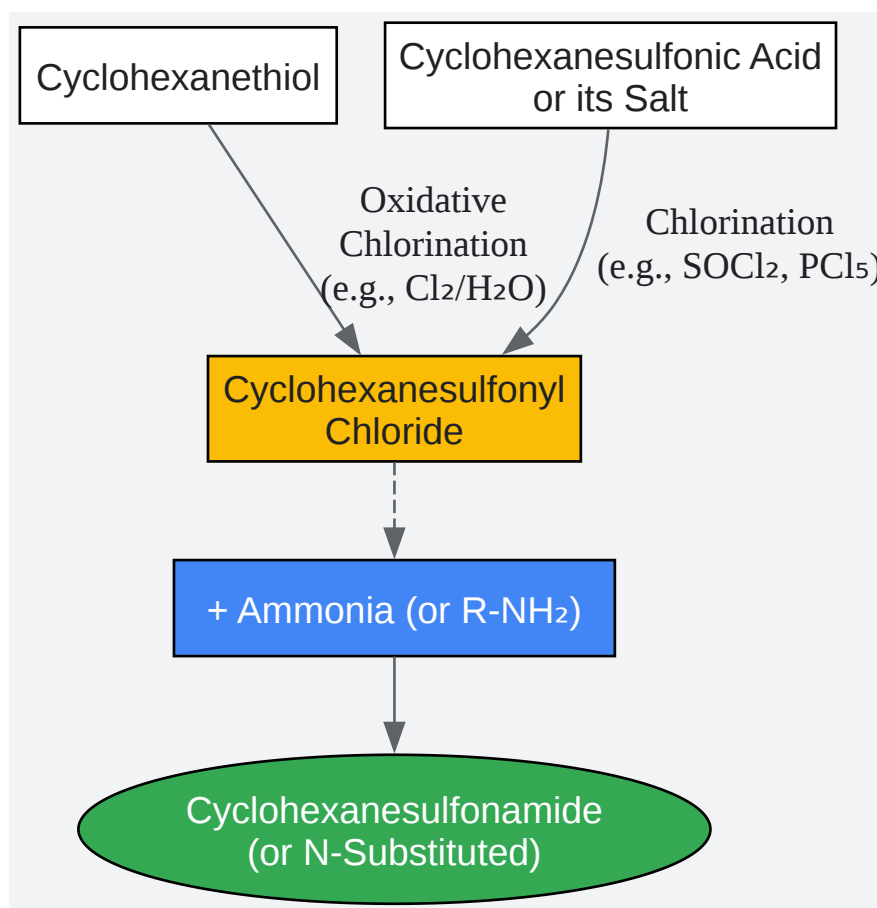 Cyclohexanethiol
Cyclohexanesulfonic Acid
or its Salt
Oxidative
Chlorination
(e.g., Cl₂/H₂O)
Chlorination
(e.g., SOCl₂, PCl₅)
Cyclohexanesulfonyl
Chloride
+ Ammonia (or R-NH₂)
Cyclohexanesulfonamide
(or N-Substituted)